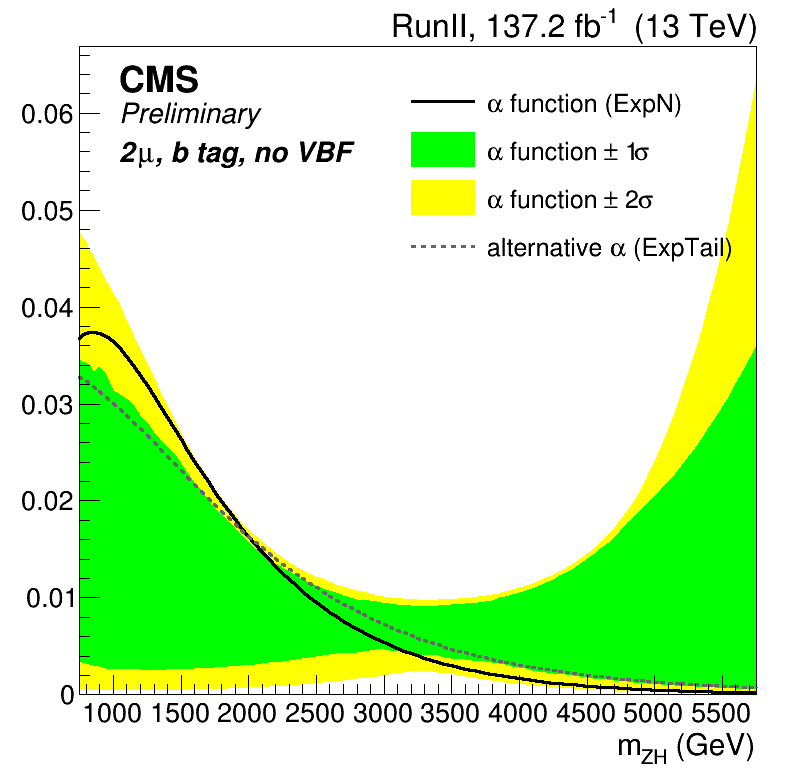 RunII, 137.2 fb⁻¹ (13 TeV)
CMS
Preliminary
2μ, b tag, no VBF
α function (ExpN)
α function ± 1σ
α function ± 2σ
alternative α (ExpTail)
0.06
0.05
0.04
0.03
0.02
0.01
0
1000 1500 2000 2500 3000 3500 4000 4500 5000 5500
m_ZH (GeV)